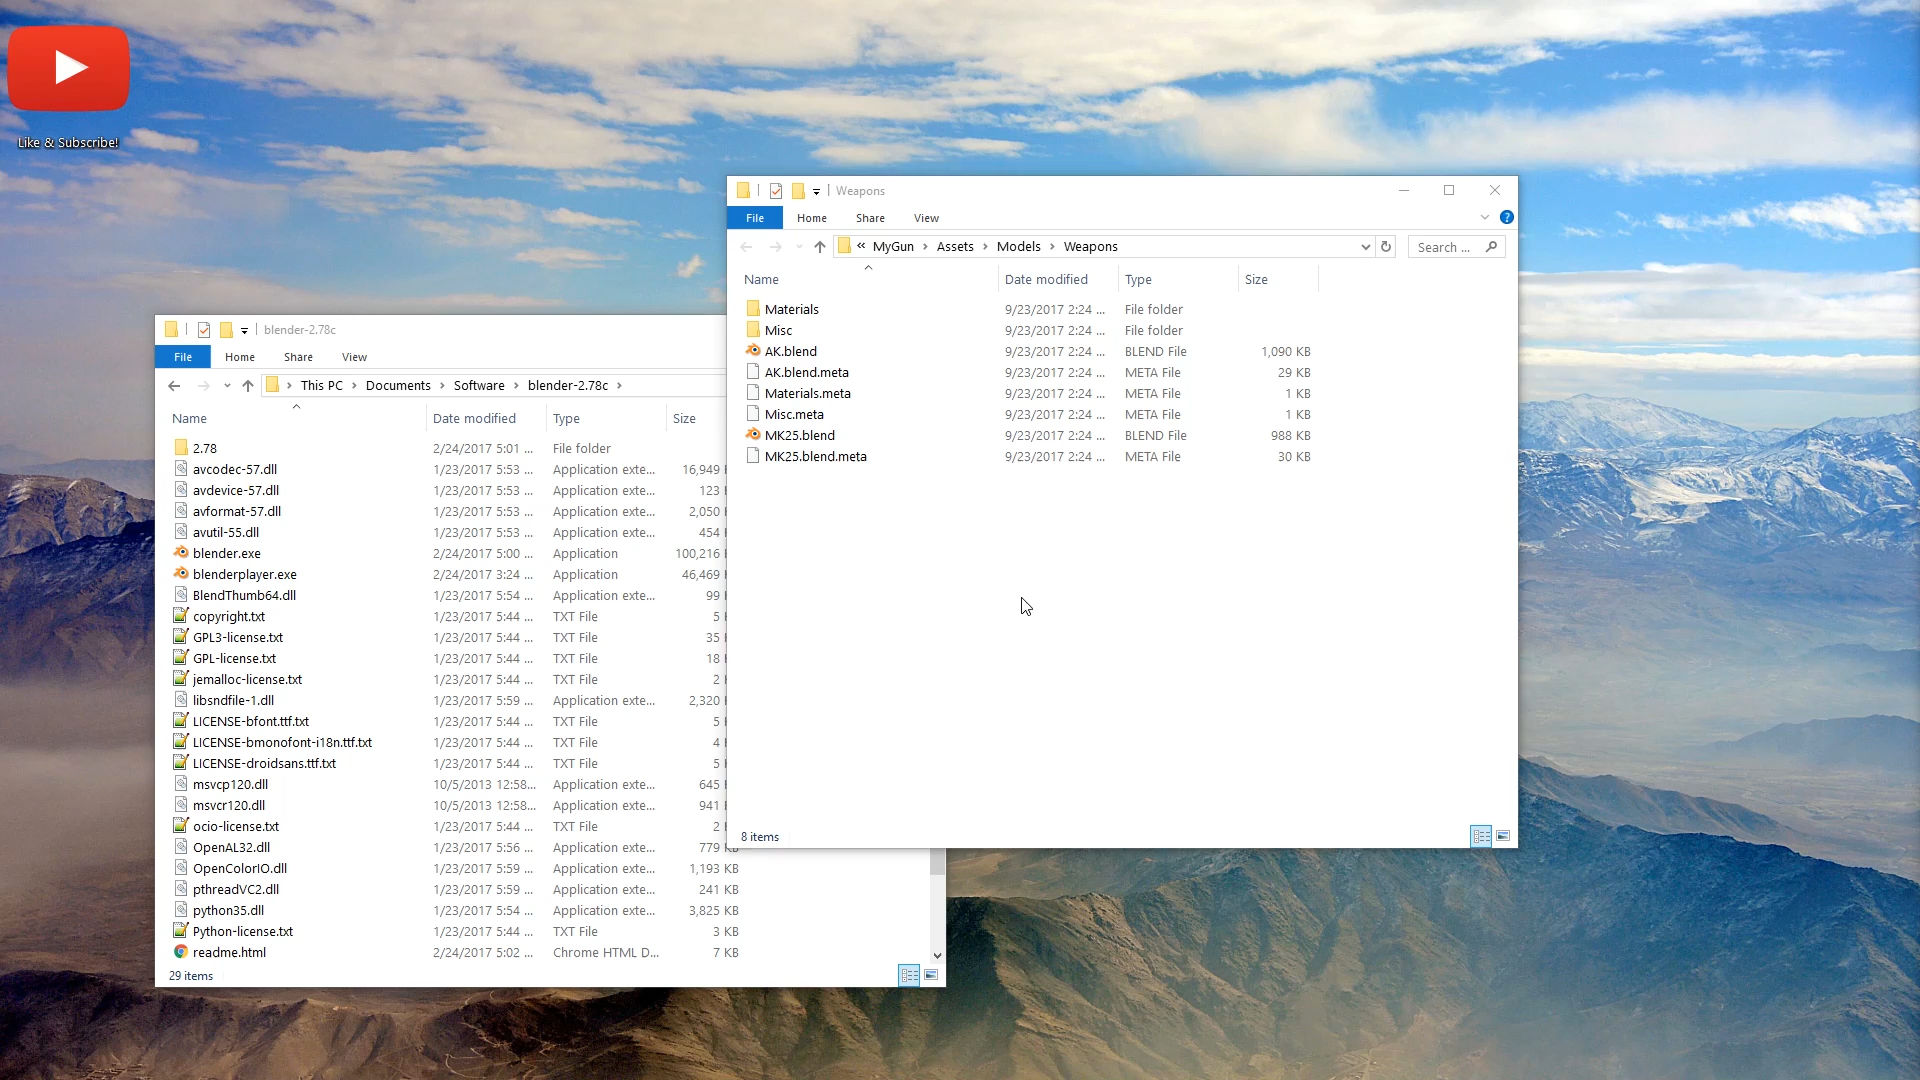 Like & Subscribe!
Weapons
File Home Share View
« MyGun › Assets › Models › Weapons
Search ...
Name Date modified Type Size
Materials 9/23/2017 2:24 ... File folder
Misc 9/23/2017 2:24 ... File folder
AK.blend 9/23/2017 2:24 ... BLEND File 1,090 KB
AK.blend.meta 9/23/2017 2:24 ... META File 29 KB
Materials.meta 9/23/2017 2:24 ... META File 1 KB
Misc.meta 9/23/2017 2:24 ... META File 1 KB
MK25.blend 9/23/2017 2:24 ... BLEND File 988 KB
MK25.blend.meta 9/23/2017 2:24 ... META File 30 KB
8 items
blender-2.78c
File Home Share View
› This PC › Documents › Software › blender-2.78c ›
Name Date modified Type Size
2.78 2/24/2017 5:01 ... File folder
avcodec-57.dll 1/23/2017 5:53 ... Application exte... 16,949
avdevice-57.dll 1/23/2017 5:53 ... Application exte... 123
avformat-57.dll 1/23/2017 5:53 ... Application exte... 2,050
avutil-55.dll 1/23/2017 5:53 ... Application exte... 454
blender.exe 2/24/2017 5:00 ... Application 100,216
blenderplayer.exe 2/24/2017 3:24 ... Application 46,469
BlendThumb64.dll 1/23/2017 5:54 ... Application exte... 99
copyright.txt 1/23/2017 5:44 ... TXT File 5
GPL3-license.txt 1/23/2017 5:44 ... TXT File 35
GPL-license.txt 1/23/2017 5:44 ... TXT File 18
jemalloc-license.txt 1/23/2017 5:44 ... TXT File 2
libsndfile-1.dll 1/23/2017 5:59 ... Application exte... 2,320
LICENSE-bfont.ttf.txt 1/23/2017 5:44 ... TXT File 5
LICENSE-bmonofont-i18n.ttf.txt 1/23/2017 5:44 ... TXT File 4
LICENSE-droidsans.ttf.txt 1/23/2017 5:44 ... TXT File 5
msvcp120.dll 10/5/2013 12:58... Application exte... 645
msvcr120.dll 10/5/2013 12:58... Application exte... 941
ocio-license.txt 1/23/2017 5:44 ... TXT File 2
OpenAL32.dll 1/23/2017 5:56 ... Application exte... 779 KB
OpenColorIO.dll 1/23/2017 5:59 ... Application exte... 1,193 KB
pthreadVC2.dll 1/23/2017 5:59 ... Application exte... 241 KB
python35.dll 1/23/2017 5:54 ... Application exte... 3,825 KB
Python-license.txt 1/23/2017 5:44 ... TXT File 3 KB
readme.html 2/24/2017 5:02 ... Chrome HTML D... 7 KB
29 items